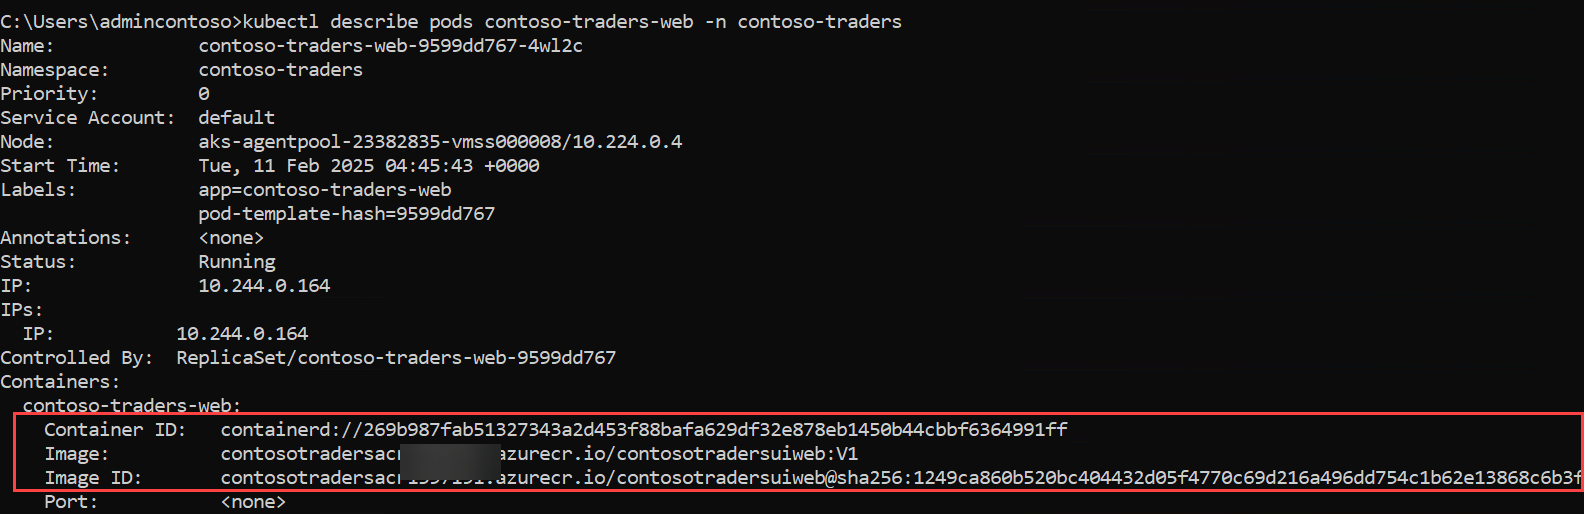 C:\Users\admincontoso>kubectl describe pods contoso-traders-web -n contoso-traders
Name:             contoso-traders-web-9599dd767-4wl2c
Namespace:        contoso-traders
Priority:         0
Service Account:  default
Node:             aks-agentpool-23382835-vmss000008/10.224.0.4
Start Time:       Tue, 11 Feb 2025 04:45:43 +0000
Labels:           app=contoso-traders-web
                  pod-template-hash=9599dd767
Annotations:      <none>
Status:           Running
IP:               10.244.0.164
IPs:
  IP:           10.244.0.164
Controlled By:  ReplicaSet/contoso-traders-web-9599dd767
Containers:
  contoso-traders-web:
    Container ID:   containerd://269b987fab51327343a2d453f88bafa629df32e878eb1450b44cbbf6364991ff
    Image:          contosotradersacr azurecr.io/contosotradersuiweb:V1
    Image ID:       contosotradersacr .azurecr.io/contosotradersuiweb@sha256:1249ca860b520bc404432d05f4770c69d216a496dd754c1b62e13868c6b3f
    Port:           <none>